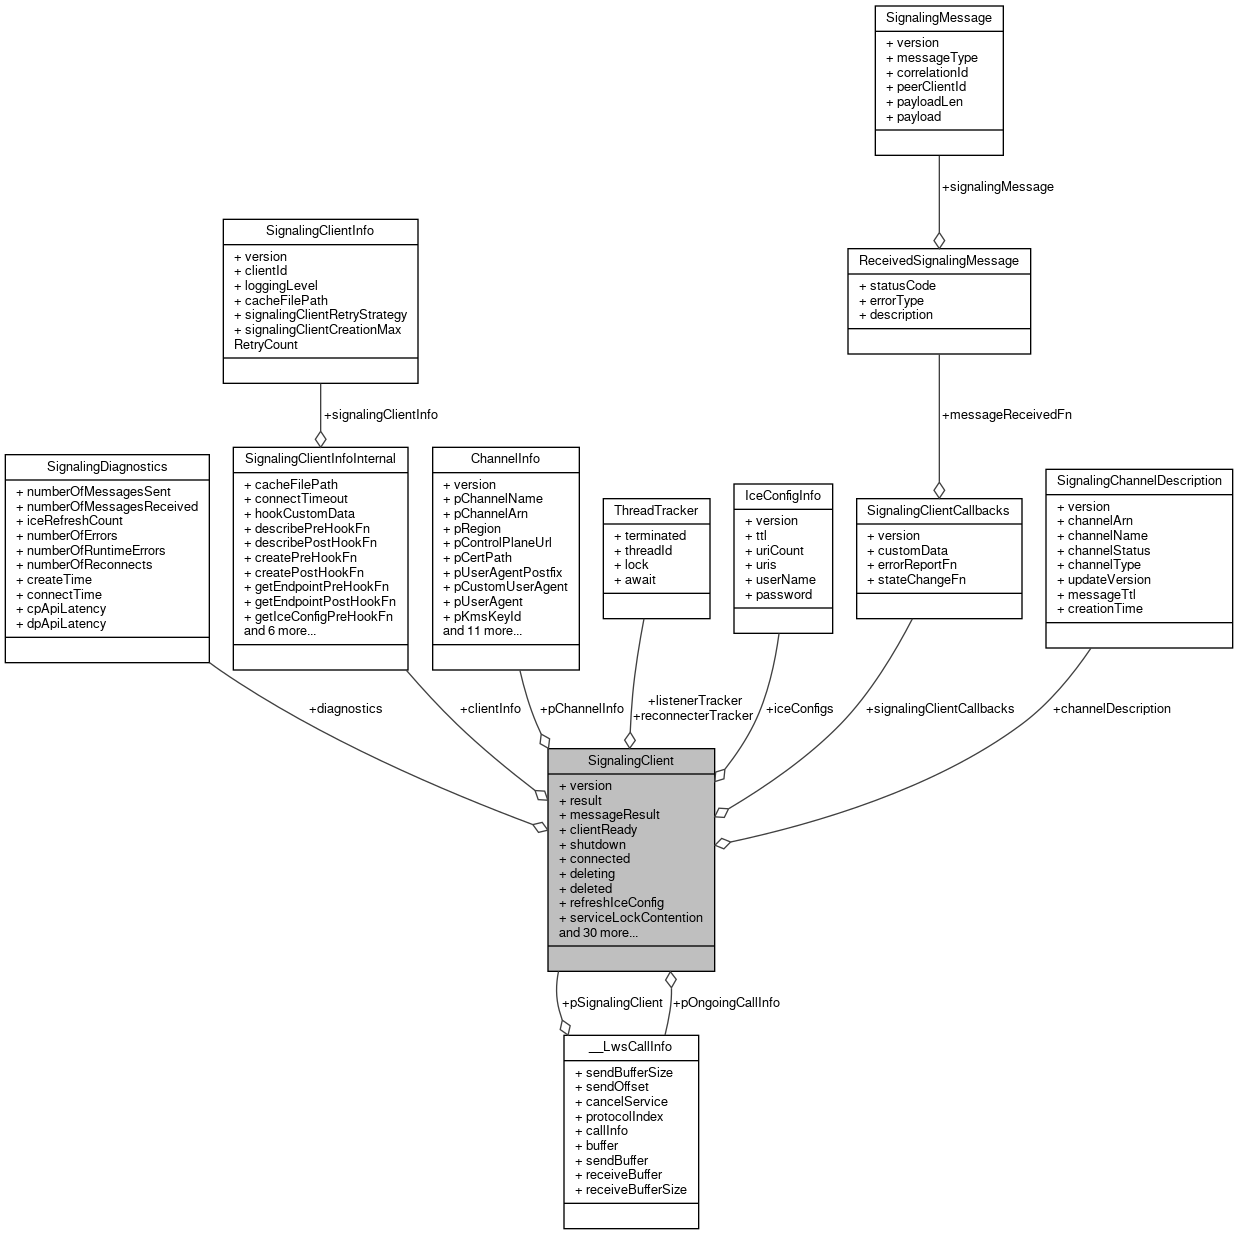 SignalingMessage
+ version
+ messageType
+ correlationId
+ peerClientId
+ payloadLen
+ payload
+signalingMessage
ReceivedSignalingMessage
+ statusCode
+ errorType
+ description
+messageReceivedFn
SignalingClientInfo
+ version
+ clientId
+ loggingLevel
+ cacheFilePath
+ signalingClientRetryStrategy
+ signalingClientCreationMax
RetryCount
+signalingClientInfo
SignalingDiagnostics
+ numberOfMessagesSent
+ numberOfMessagesReceived
+ iceRefreshCount
+ numberOfErrors
+ numberOfRuntimeErrors
+ numberOfReconnects
+ createTime
+ connectTime
+ cpApiLatency
+ dpApiLatency
SignalingClientInfoInternal
+ cacheFilePath
+ connectTimeout
+ hookCustomData
+ describePreHookFn
+ describePostHookFn
+ createPreHookFn
+ createPostHookFn
+ getEndpointPreHookFn
+ getEndpointPostHookFn
+ getIceConfigPreHookFn
and 6 more...
ChannelInfo
+ version
+ pChannelName
+ pChannelArn
+ pRegion
+ pControlPlaneUrl
+ pCertPath
+ pUserAgentPostfix
+ pCustomUserAgent
+ pUserAgent
+ pKmsKeyId
and 11 more...
ThreadTracker
+ terminated
+ threadId
+ lock
+ await
IceConfigInfo
+ version
+ ttl
+ uriCount
+ uris
+ userName
+ password
SignalingClientCallbacks
+ version
+ customData
+ errorReportFn
+ stateChangeFn
SignalingChannelDescription
+ version
+ channelArn
+ channelName
+ channelStatus
+ channelType
+ updateVersion
+ messageTtl
+ creationTime
+diagnostics
+clientInfo
+pChannelInfo
+listenerTracker
+reconnecterTracker
+iceConfigs
+signalingClientCallbacks
+channelDescription
SignalingClient
+ version
+ result
+ messageResult
+ clientReady
+ shutdown
+ connected
+ deleting
+ deleted
+ refreshIceConfig
+ serviceLockContention
and 30 more...
+pSignalingClient
+pOngoingCallInfo
__LwsCallInfo
+ sendBufferSize
+ sendOffset
+ cancelService
+ protocolIndex
+ callInfo
+ buffer
+ sendBuffer
+ receiveBuffer
+ receiveBufferSize